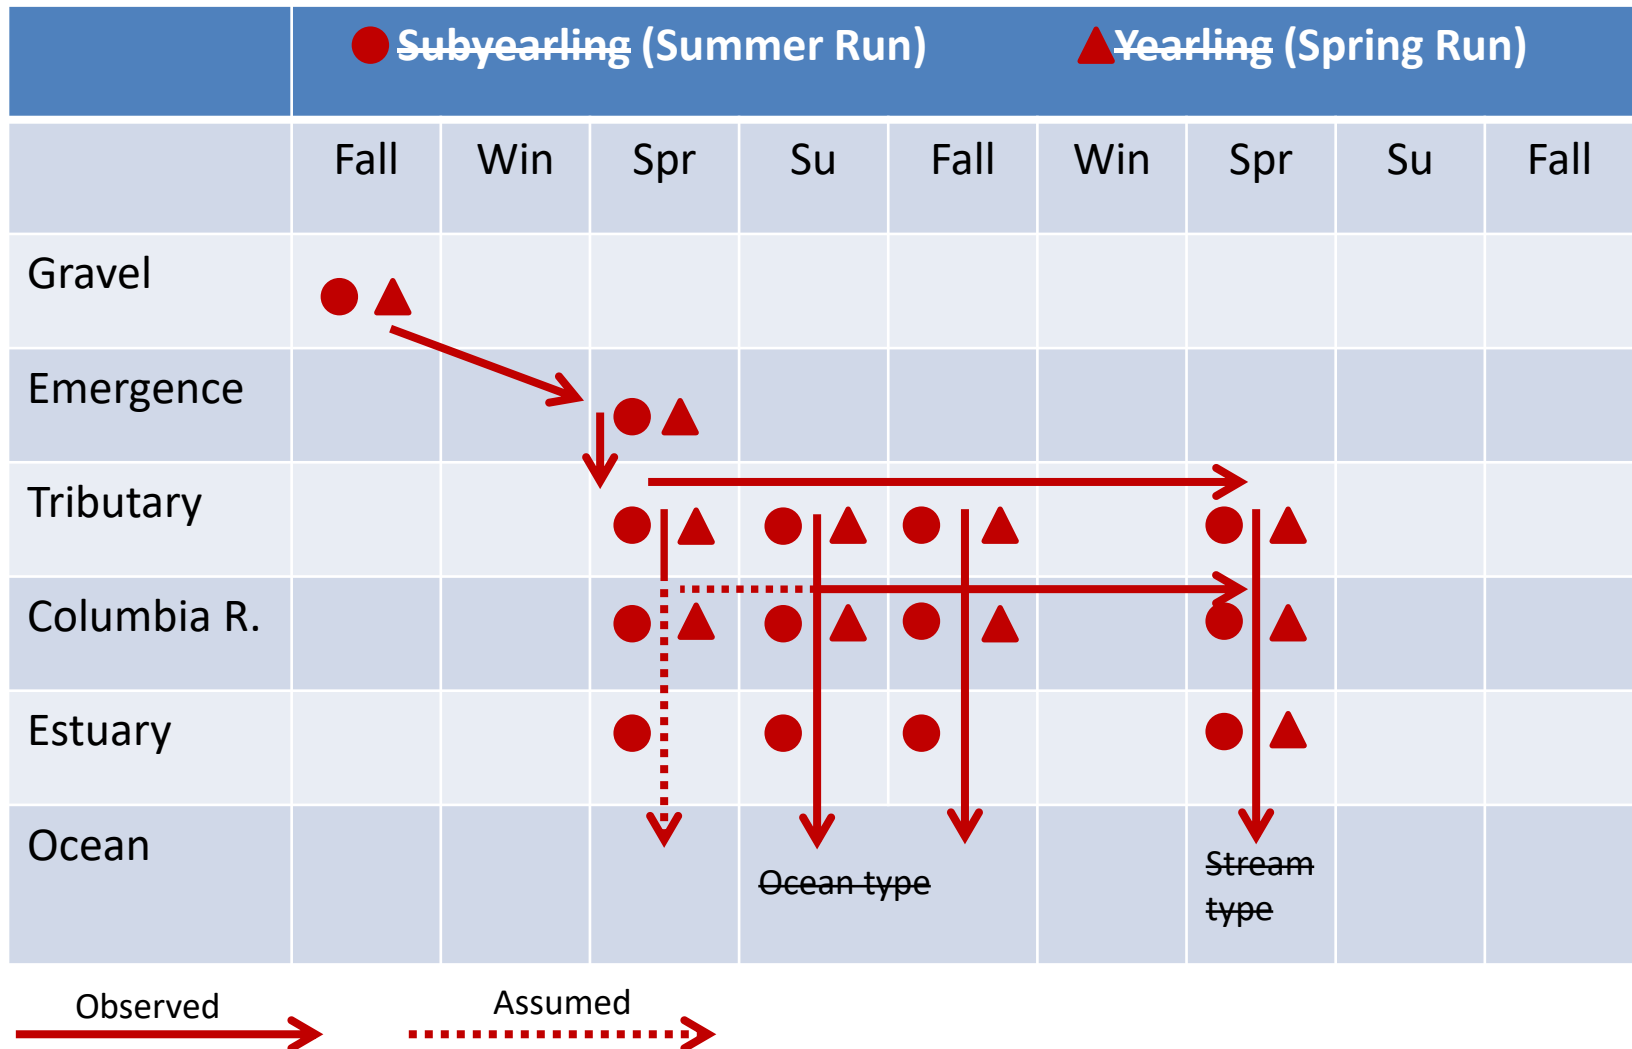 Subyearling (Summer Run) Yearling (Spring Run)
Fall Win Spr Su Fall Win Spr Su Fall
Gravel
Emergence
Tributary
Columbia R.
Estuary
Ocean
Ocean type
Stream
type
Observed
Assumed